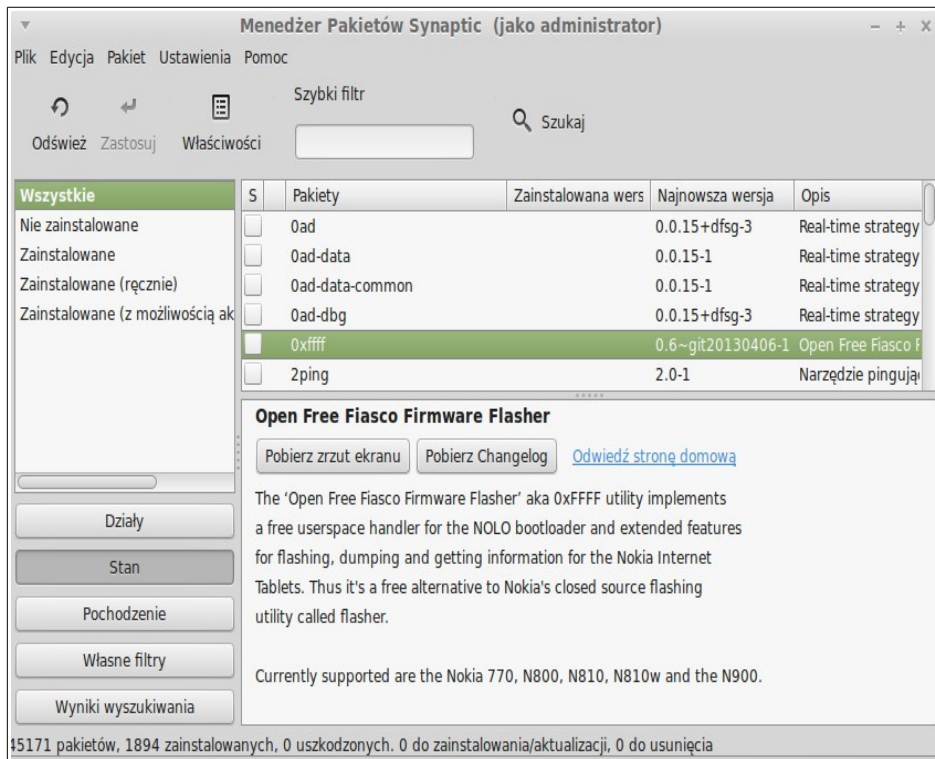 Menedżer Pakietów Synaptic (jako administrator)
Plik Edycja Pakiet Ustawienia Pomoc
Odśwież Zastosuj Właściwości Szybki filtr Szukaj
Wszystkie
Nie zainstalowane
Zainstalowane
Zainstalowane (ręcznie)
Zainstalowane (z możliwością ak
S Pakiety Zainstalowana wers Najnowsza wersja Opis
0ad 0.0.15+dfsg-3 Real-time strategy
0ad-data 0.0.15-1 Real-time strategy
0ad-data-common 0.0.15-1 Real-time strategy
0ad-dbg 0.0.15+dfsg-3 Real-time strategy
0xffff 0.6~git20130406-1 Open Free Fiasco F
2ping 2.0-1 Narzędzie pingując
Open Free Fiasco Firmware Flasher
Pobierz zrzut ekranu Pobierz Changelog Odwiedź stronę domową
The ‘Open Free Fiasco Firmware Flasher’ aka 0xFFFF utility implements
a free userspace handler for the NOLO bootloader and extended features
for flashing, dumping and getting information for the Nokia Internet
Tablets. Thus it's a free alternative to Nokia's closed source flashing
utility called flasher.
Currently supported are the Nokia 770, N800, N810, N810w and the N900.
Działy
Stan
Pochodzenie
Własne filtry
Wyniki wyszukiwania
45171 pakietów, 1894 zainstalowanych, 0 uszkodzonych. 0 do zainstalowania/aktualizacji, 0 do usunięcia